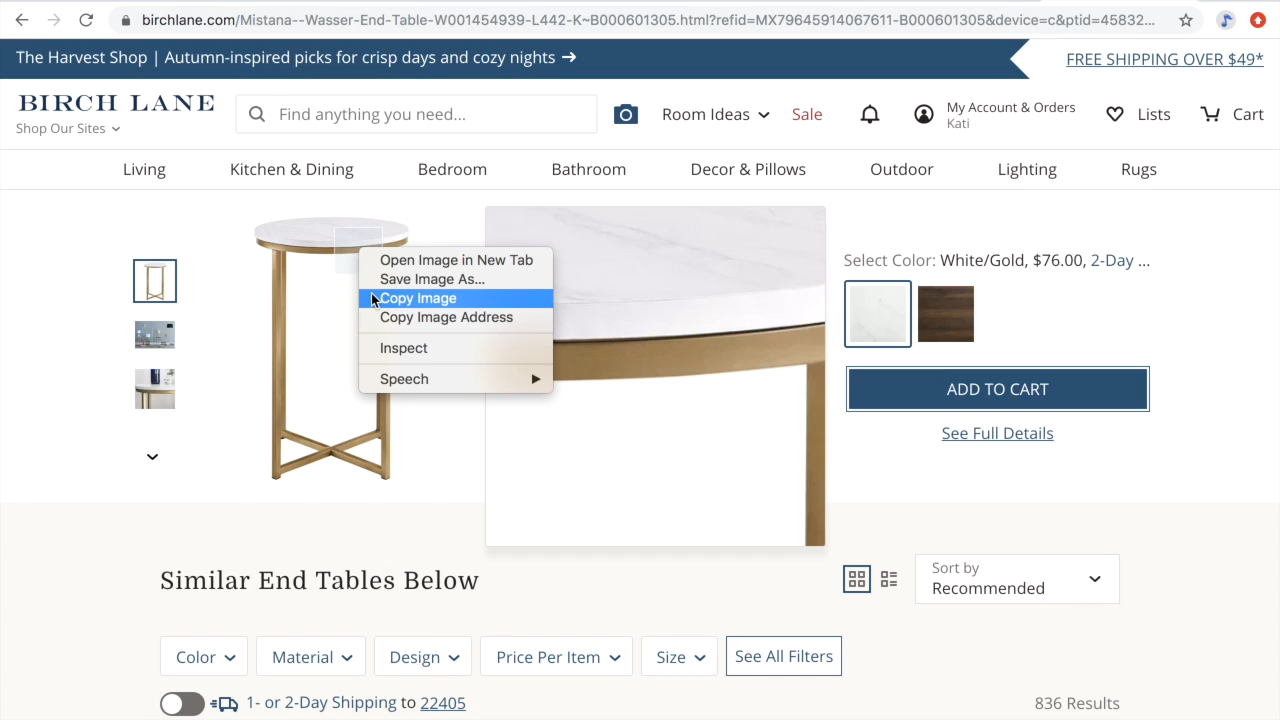 birchlane.com/Mistana--Wasser-End-Table-W001454939-L442-K~B000601305.html?refid=MX79645914067611-B000601305&device=c&ptid=45832...
The Harvest Shop | Autumn-inspired picks for crisp days and cozy nights →
FREE SHIPPING OVER $49*
BIRCH LANE
Shop Our Sites
Find anything you need...
Room Ideas
Sale
My Account & Orders
Kati
Lists
Cart
Living
Kitchen & Dining
Bedroom
Bathroom
Decor & Pillows
Outdoor
Lighting
Rugs
Open Image in New Tab
Save Image As...
Copy Image
Copy Image Address
Inspect
Speech
Select Color: White/Gold, $76.00, 2-Day ...
ADD TO CART
See Full Details
Similar End Tables Below
Sort by
Recommended
Color
Material
Design
Price Per Item
Size
See All Filters
1- or 2-Day Shipping to 22405
836 Results